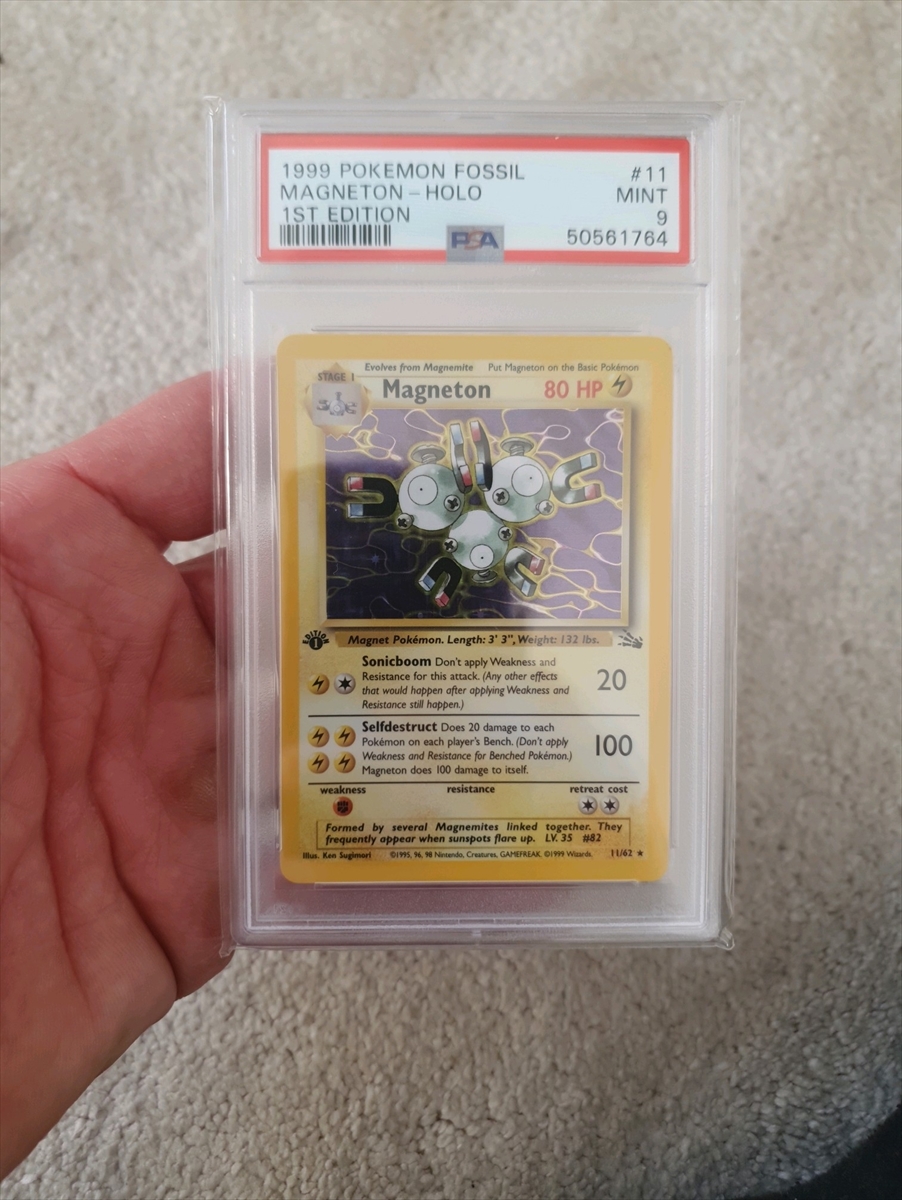 1999 POKEMON FOSSIL #11
MAGNETON – HOLO MINT
1ST EDITION 9
PSA 50561764
Evolves from Magnemite Put Magneton on the Basic Pokémon
STAGE 1
Magneton 80 HP
EDITION 1
Magnet Pokémon. Length: 3' 3", Weight: 132 lbs.
Sonicboom Don't apply Weakness and
Resistance for this attack. (Any other effects
that would happen after applying Weakness and
Resistance still happen.)
20
Selfdestruct Does 20 damage to each
Pokémon on each player's Bench. (Don't apply
Weakness and Resistance for Benched Pokémon.)
Magneton does 100 damage to itself.
100
weakness resistance retreat cost
Formed by several Magnemites linked together. They
frequently appear when sunspots flare up. LV. 35 #82
Illus. Ken Sugimori ©1995, 96, 98 Nintendo, Creatures, GAMEFREAK. ©1999 Wizards. 11/62 ★